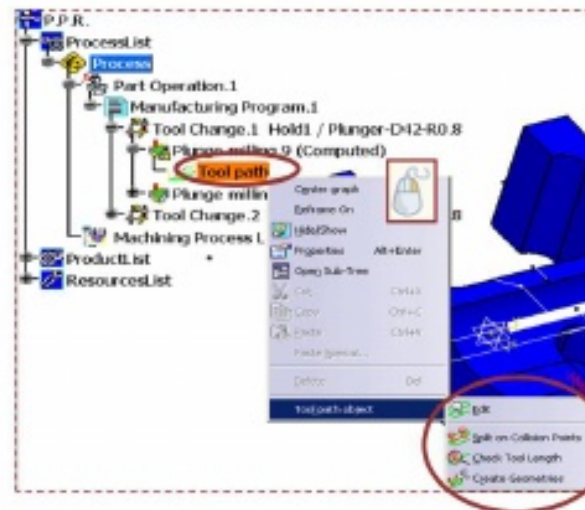 P.P.R.
ProcessList
Process
Part Operation.1
Manufacturing Program.1
Tool Change.1 Hold1 / Plunger-D42-R0.8
Plunge milling 9 (Computed)
Tool path
Plunge millin
Tool Change.2
.8
Machining Process L
ProductList
ResourcesList
Center graph
Reframe On
Hide/Show
Properties Alt+Enter
Open Sub-Tree
Cut Ctrl+X
Copy Ctrl+C
Paste Ctrl+V
Paste Special...
Delete Del
Tool path object
Edit
Split on Collision Points
Check Tool Length
Create Geometries